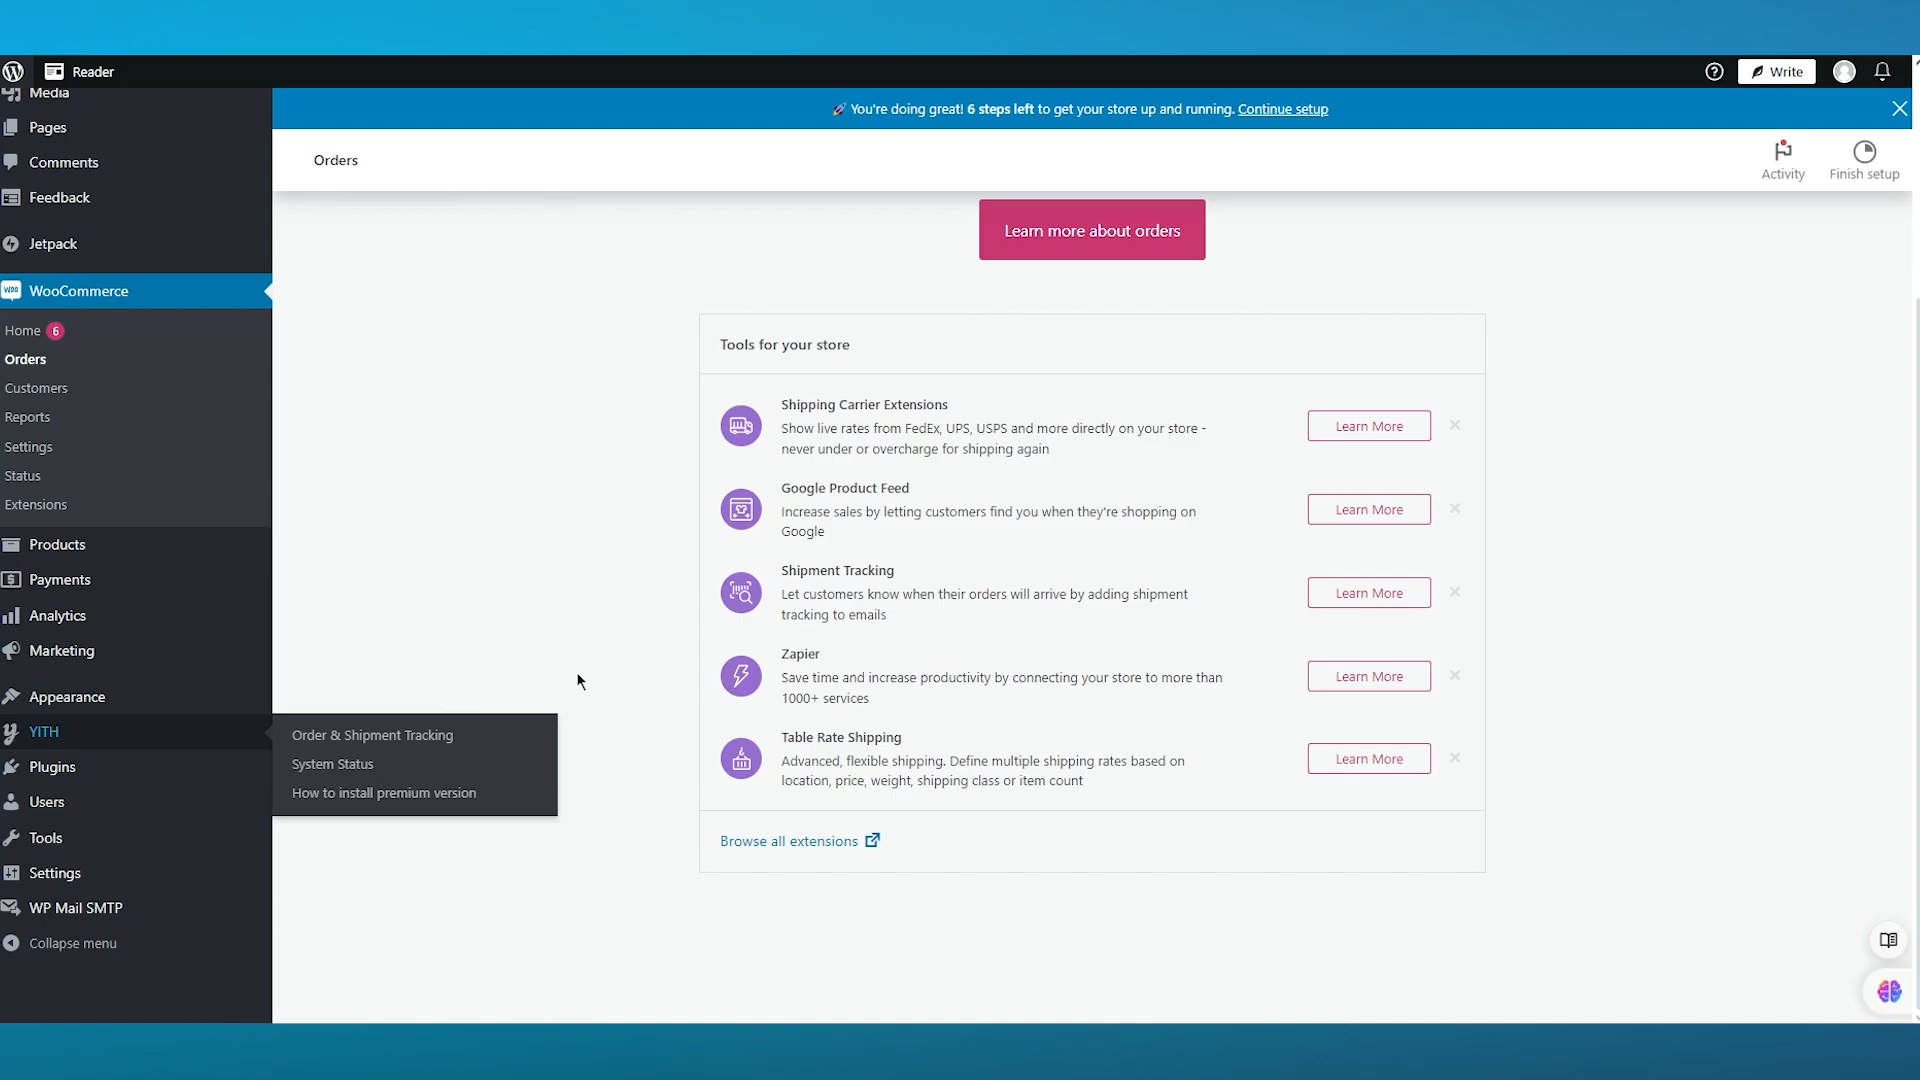 Reader
Write
Media
Pages
Comments
Feedback
Jetpack
WooCommerce
Home 6
Orders
Customers
Reports
Settings
Status
Extensions
Products
Payments
Analytics
Marketing
Appearance
YITH
Plugins
Users
Tools
Settings
WP Mail SMTP
Collapse menu
Order & Shipment Tracking
System Status
How to install premium version
🚀 You're doing great! 6 steps left to get your store up and running. Continue setup
Orders
Activity
Finish setup
Learn more about orders
Tools for your store
Shipping Carrier Extensions
Show live rates from FedEx, UPS, USPS and more directly on your store -
never under or overcharge for shipping again
Learn More
Google Product Feed
Increase sales by letting customers find you when they're shopping on
Google
Learn More
Shipment Tracking
Let customers know when their orders will arrive by adding shipment
tracking to emails
Learn More
Zapier
Save time and increase productivity by connecting your store to more than
1000+ services
Learn More
Table Rate Shipping
Advanced, flexible shipping. Define multiple shipping rates based on
location, price, weight, shipping class or item count
Learn More
Browse all extensions